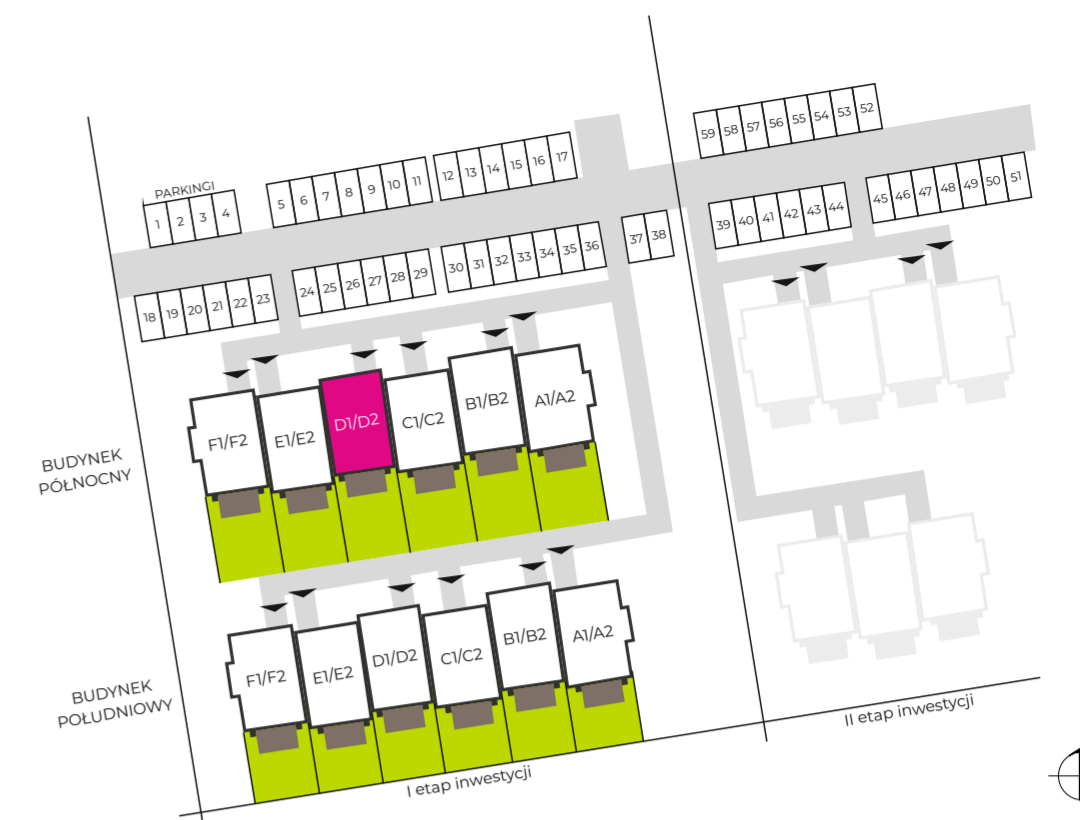 59 58 57 56 55 54 53 52
PARKINGI
1 2 3 4
5 6 7 8 9 10 11
12 13 14 15 16 17
18 19 20 21 22 23
24 25 26 27 28 29
30 31 32 33 34 35 36
37 38
39 40 41 42 43 44
45 46 47 48 49 50 51
BUDYNEK
PÓŁNOCNY
F1/F2 E1/E2 D1/D2 C1/C2 B1/B2 A1/A2
BUDYNEK
POŁUDNIOWY
F1/F2 E1/E2 D1/D2 C1/C2 B1/B2 A1/A2
I etap inwestycji
II etap inwestycji